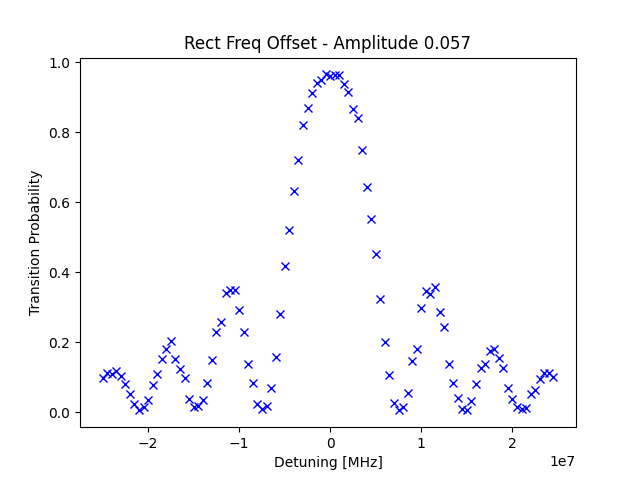 Rect Freq Offset - Amplitude 0.057
Transition Probability
1.0
0.8
0.6
0.4
0.2
0.0
−2
−1
0
1
2
1e7
Detuning [MHz]